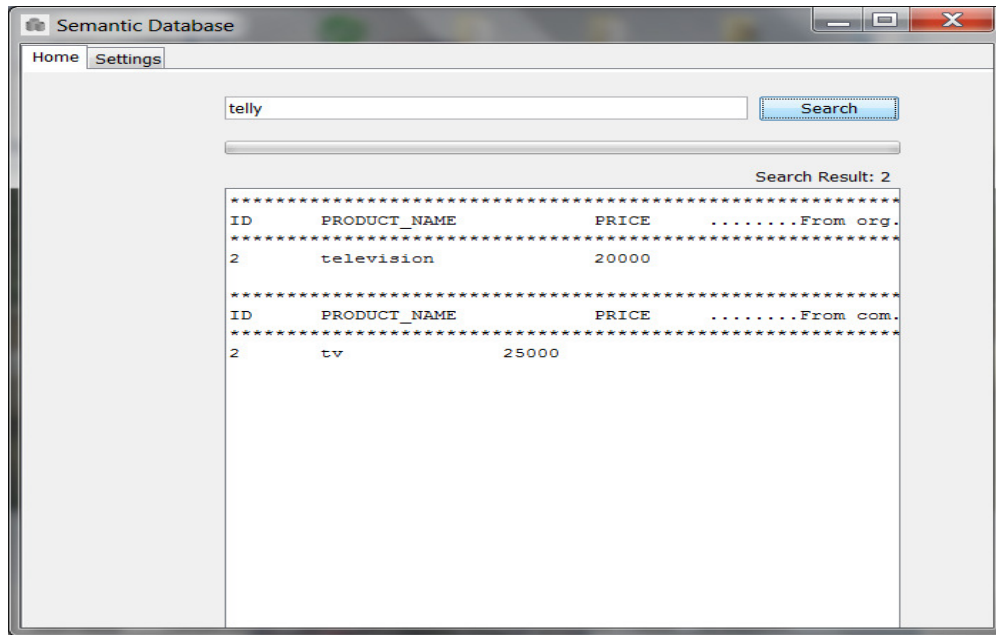 Semantic Database
Home Settings
telly Search
Search Result: 2
***********************************************************
ID PRODUCT_NAME PRICE ........From org.
***********************************************************
2 television 20000
***********************************************************
ID PRODUCT_NAME PRICE ........From com.
***********************************************************
2 tv 25000